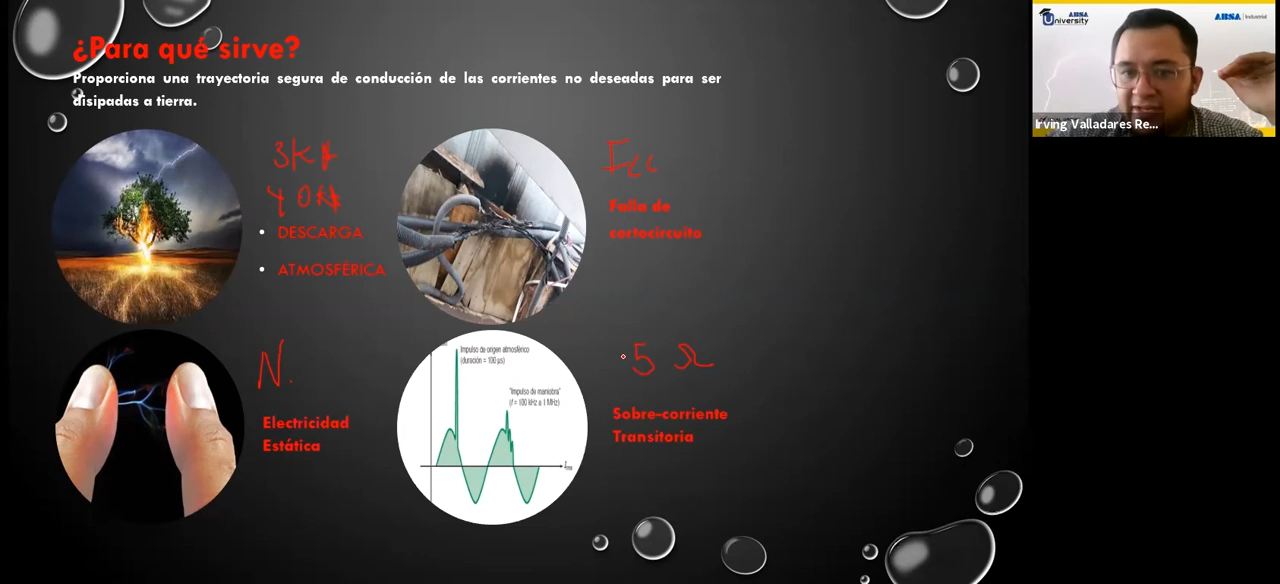 ¿Para qué sirve?
Proporciona una trayectoria segura de conducción de las corrientes no deseadas para ser
disipadas a tierra.
3KA
40
• DESCARGA
• ATMOSFÉRICA
Icc
Falla de
cortocircuito
N.
Electricidad
Estática
Impulso de origen atmosférico
(duración = 100 µs)
"Impulso de maniobra"
(f = 100 kHz a 1 MHz)
5 Ω
Sobre-corriente
Transitoria
ABSA
University
ABSA | Industrial
Irving Valladares Re...